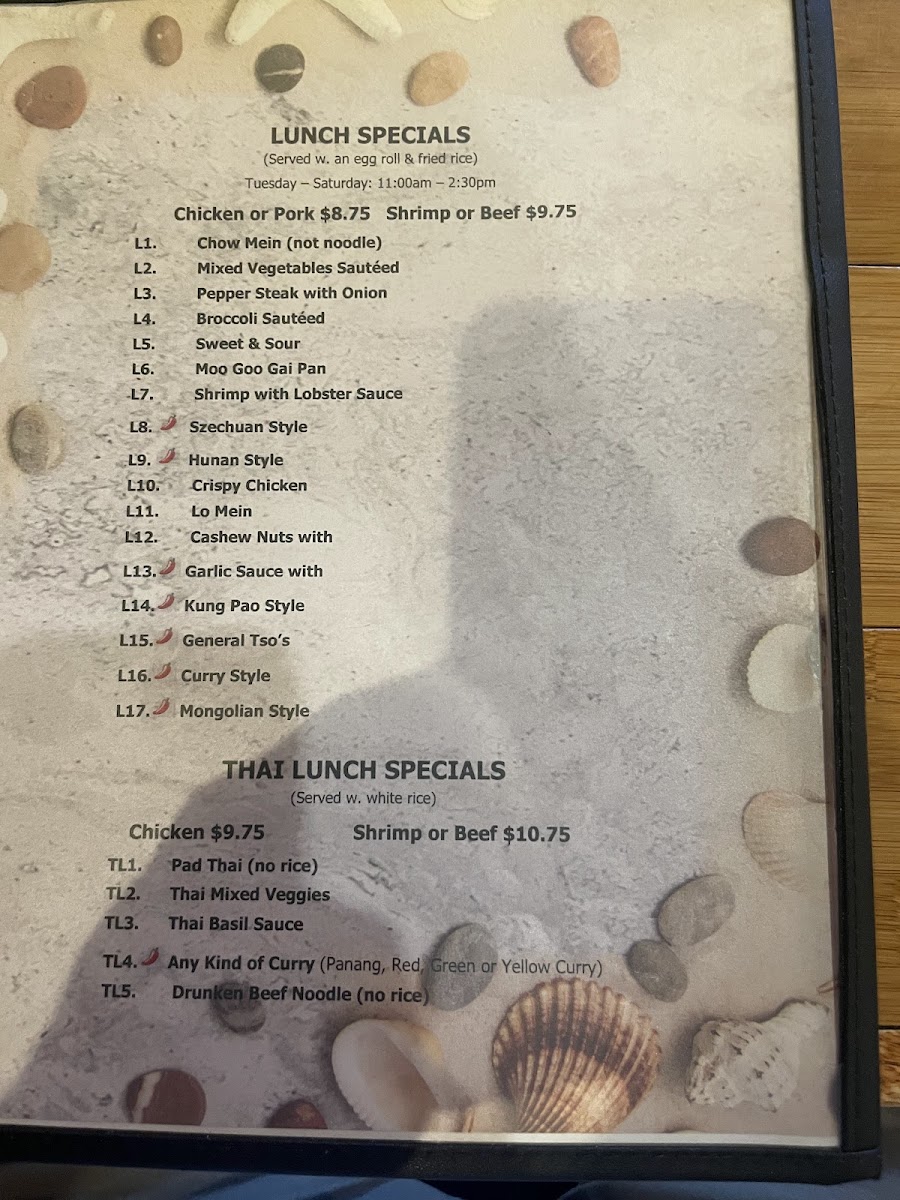 LUNCH SPECIALS
(Served w. an egg roll & fried rice)
Tuesday – Saturday: 11:00am – 2:30pm
Chicken or Pork $8.75 Shrimp or Beef $9.75
L1. Chow Mein (not noodle)
L2. Mixed Vegetables Sautéed
L3. Pepper Steak with Onion
L4. Broccoli Sautéed
L5. Sweet & Sour
L6. Moo Goo Gai Pan
L7. Shrimp with Lobster Sauce
L8. Szechuan Style
L9. Hunan Style
L10. Crispy Chicken
L11. Lo Mein
L12. Cashew Nuts with
L13. Garlic Sauce with
L14. Kung Pao Style
L15. General Tso's
L16. Curry Style
L17. Mongolian Style
THAI LUNCH SPECIALS
(Served w. white rice)
Chicken $9.75 Shrimp or Beef $10.75
TL1. Pad Thai (no rice)
TL2. Thai Mixed Veggies
TL3. Thai Basil Sauce
TL4. Any Kind of Curry (Panang, Red, Green or Yellow Curry)
TL5. Drunken Beef Noodle (no rice)